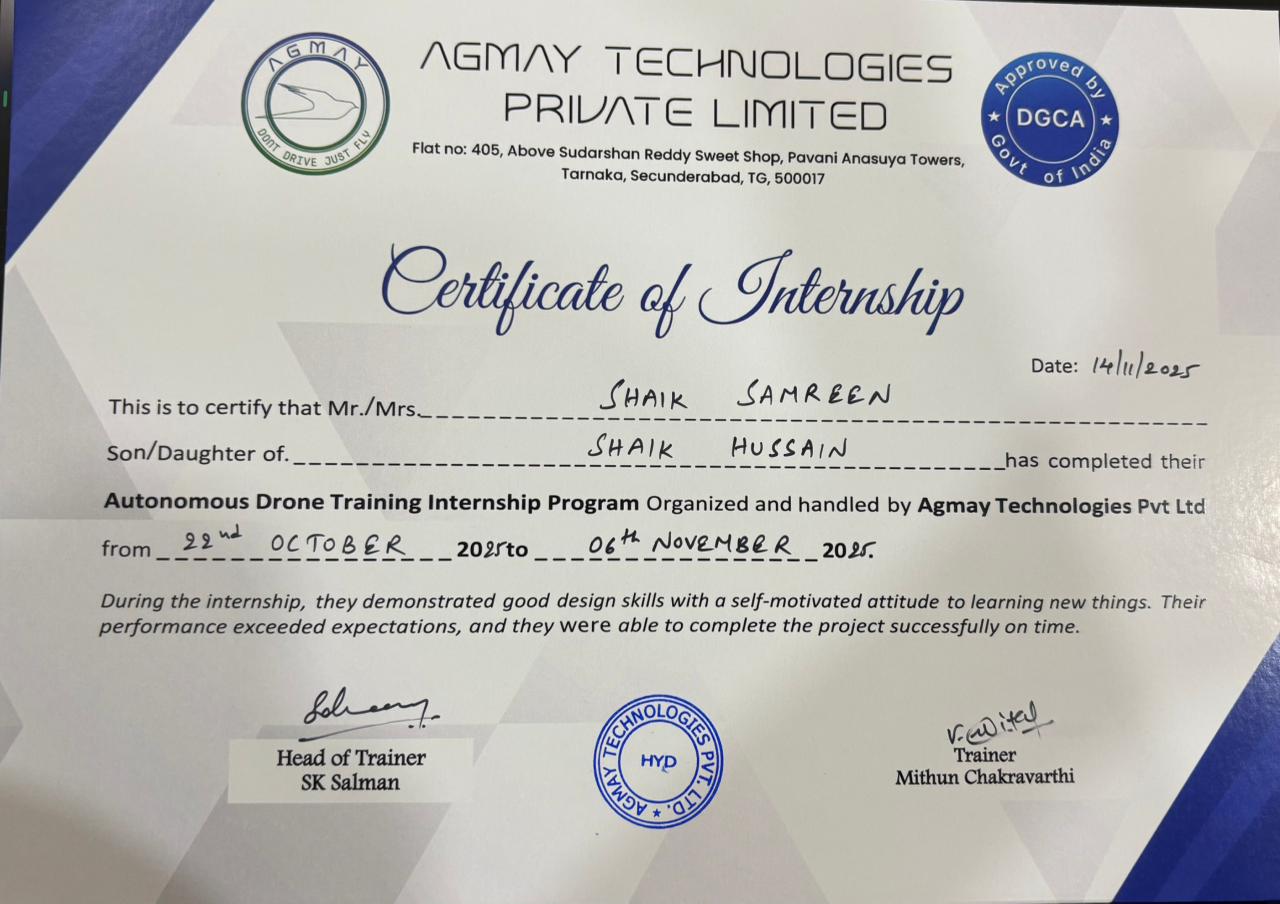 AGMAY
DONT DRIVE JUST FLY
AGMAY TECHNOLOGIES
PRIVATE LIMITED
Flat no: 405, Above Sudarshan Reddy Sweet Shop, Pavani Anasuya Towers,
Tarnaka, Secunderabad, TG, 500017
Approved by
DGCA
Govt of India
Certificate of Internship
Date: 14/11/2025
This is to certify that Mr./Mrs. SHAIK SAMREEN
Son/Daughter of. SHAIK HUSSAIN has completed their
Autonomous Drone Training Internship Program Organized and handled by Agmay Technologies Pvt Ltd
from 22nd OCTOBER 2025 to 06th NOVEMBER 2025.
During the internship, they demonstrated good design skills with a self-motivated attitude to learning new things. Their
performance exceeded expectations, and they were able to complete the project successfully on time.
Head of Trainer
SK Salman
AGMAY TECHNOLOGIES PVT. LTD.
HYD
Trainer
Mithun Chakravarthi